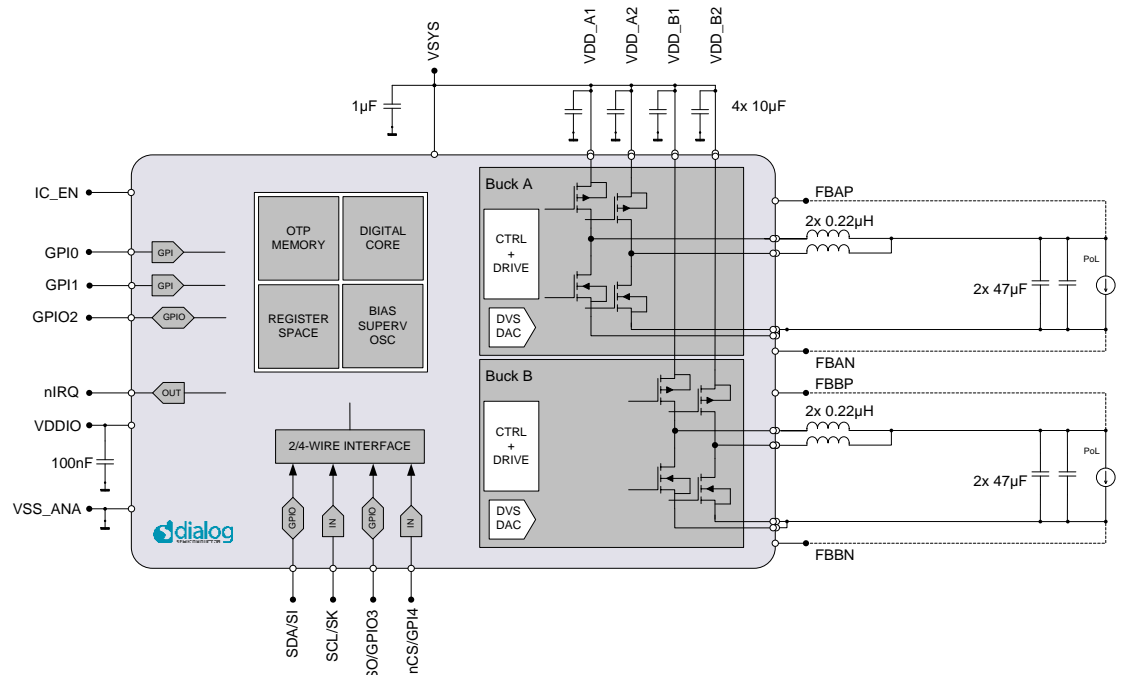 VSYS
VDD_A1
VDD_A2
VDD_B1
VDD_B2
1µF
4x 10µF
IC_EN
GPI0
GPI
GPI1
GPI
GPIO2
GPIO
nIRQ
OUT
VDDIO
100nF
VSS_ANA
OTP
MEMORY
DIGITAL
CORE
REGISTER
SPACE
BIAS
SUPERV
OSC
2/4-WIRE INTERFACE
GPIO
IN
GPIO
IN
SDA/SI
SCL/SK
SO/GPIO3
nCS/GPI4
dialog
SEMICONDUCTOR
Buck A
CTRL
+
DRIVE
DVS
DAC
Buck B
CTRL
+
DRIVE
DVS
DAC
FBAP
2x 0.22µH
2x 47µF
PoL
FBAN
FBBP
2x 0.22µH
2x 47µF
PoL
FBBN